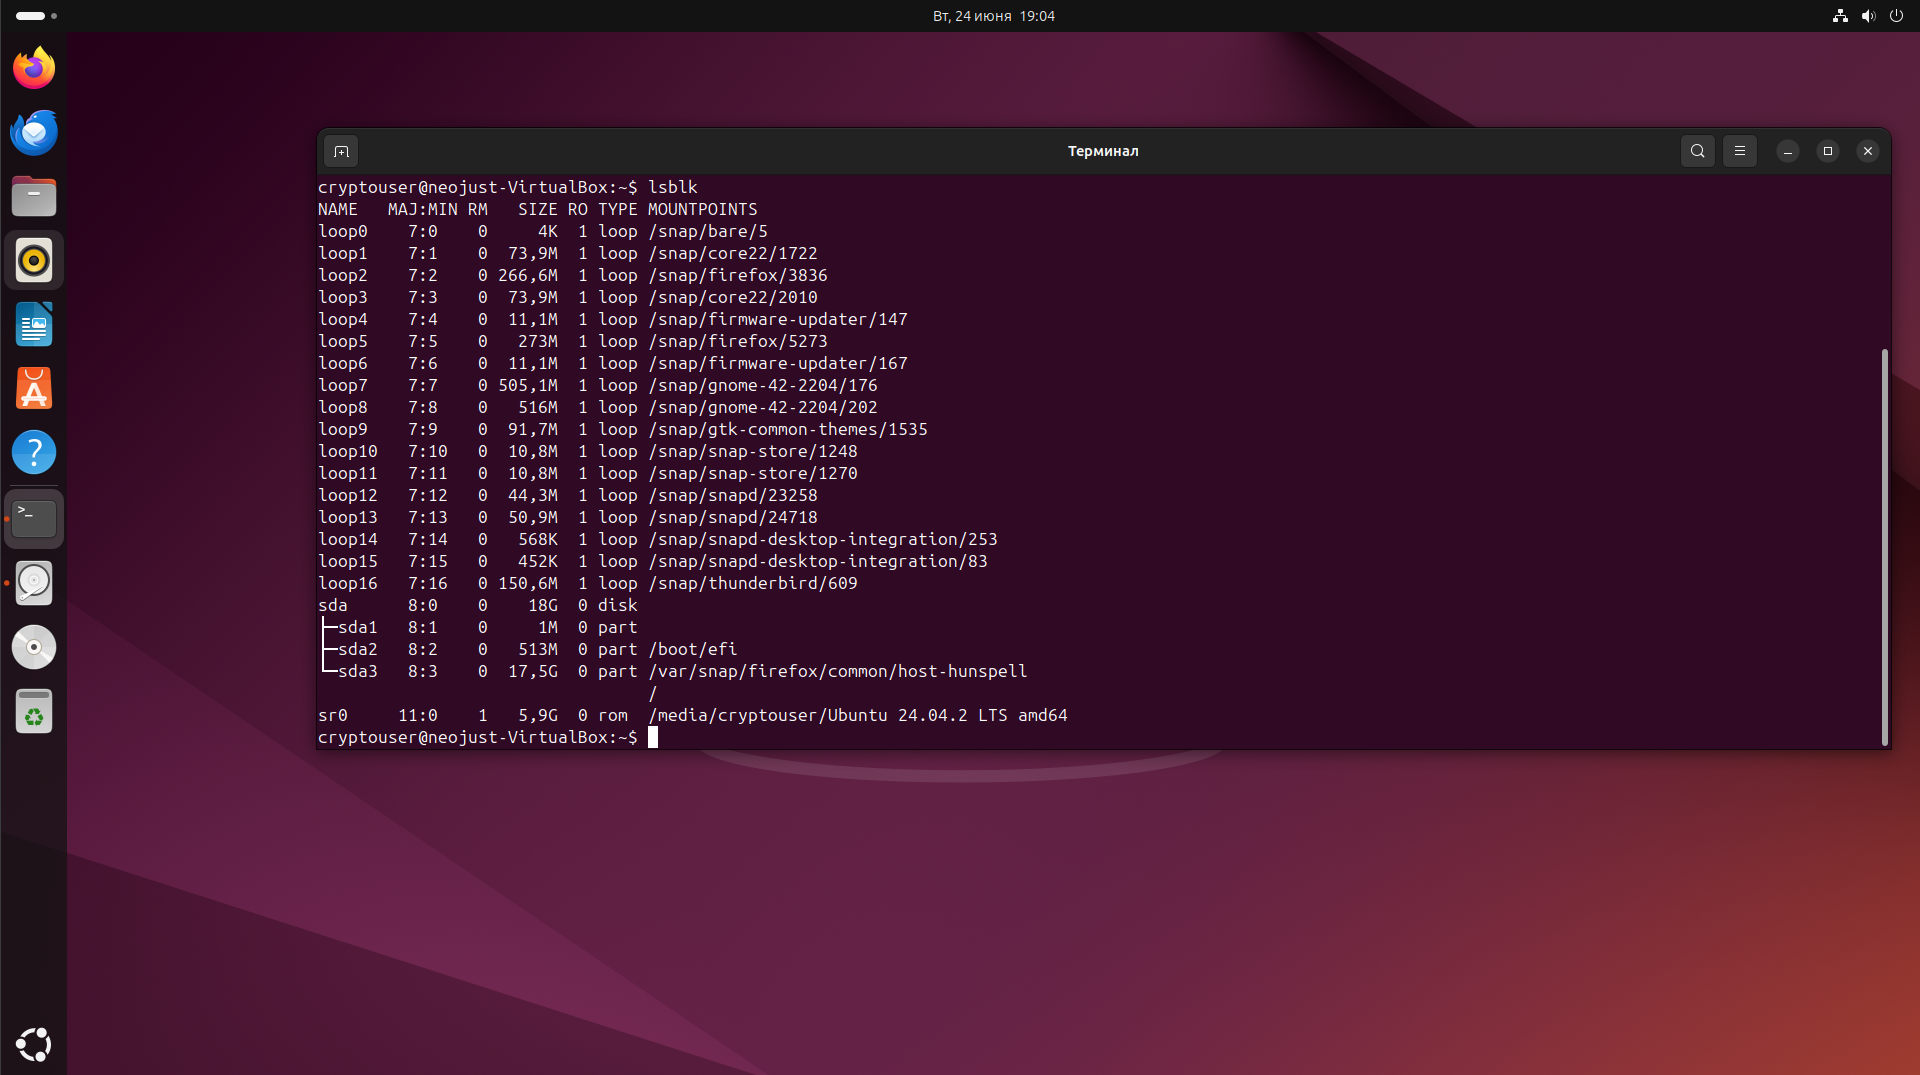 Вт, 24 июня 19:04
Терминал
cryptouser@neojust-VirtualBox:~$ lsblk
NAME   MAJ:MIN RM   SIZE RO TYPE MOUNTPOINTS
loop0    7:0    0     4K  1 loop /snap/bare/5
loop1    7:1    0  73,9M  1 loop /snap/core22/1722
loop2    7:2    0 266,6M  1 loop /snap/firefox/3836
loop3    7:3    0  73,9M  1 loop /snap/core22/2010
loop4    7:4    0  11,1M  1 loop /snap/firmware-updater/147
loop5    7:5    0   273M  1 loop /snap/firefox/5273
loop6    7:6    0  11,1M  1 loop /snap/firmware-updater/167
loop7    7:7    0 505,1M  1 loop /snap/gnome-42-2204/176
loop8    7:8    0   516M  1 loop /snap/gnome-42-2204/202
loop9    7:9    0  91,7M  1 loop /snap/gtk-common-themes/1535
loop10   7:10   0  10,8M  1 loop /snap/snap-store/1248
loop11   7:11   0  10,8M  1 loop /snap/snap-store/1270
loop12   7:12   0  44,3M  1 loop /snap/snapd/23258
loop13   7:13   0  50,9M  1 loop /snap/snapd/24718
loop14   7:14   0   568K  1 loop /snap/snapd-desktop-integration/253
loop15   7:15   0   452K  1 loop /snap/snapd-desktop-integration/83
loop16   7:16   0 150,6M  1 loop /snap/thunderbird/609
sda      8:0    0    18G  0 disk
├─sda1   8:1    0     1M  0 part
├─sda2   8:2    0   513M  0 part /boot/efi
└─sda3   8:3    0  17,5G  0 part /var/snap/firefox/common/host-hunspell
                                 /
sr0     11:0    1   5,9G  0 rom  /media/cryptouser/Ubuntu 24.04.2 LTS amd64
cryptouser@neojust-VirtualBox:~$